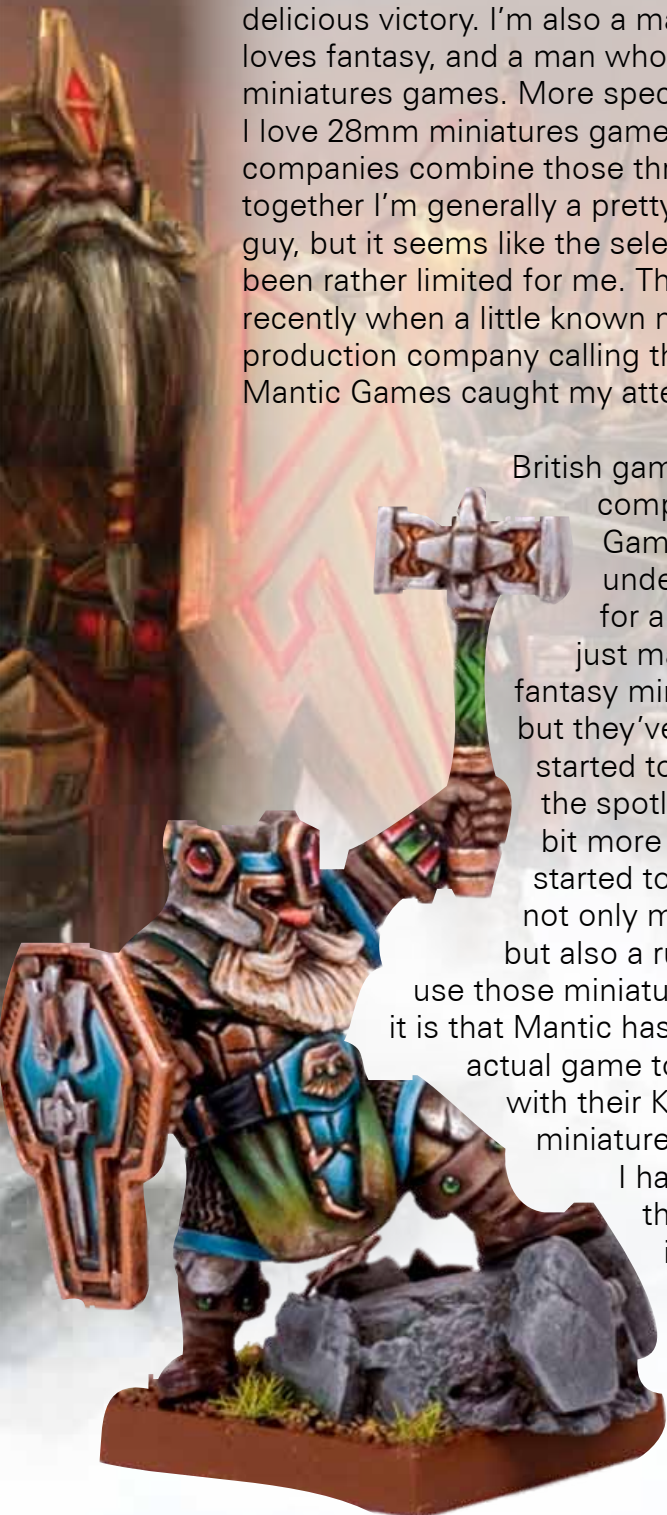 delicious victory. I’m also a ma
loves fantasy, and a man who
miniatures games. More spec
I love 28mm miniatures game
companies combine those thr
together I’m generally a pretty
guy, but it seems like the sele
been rather limited for me. Th
recently when a little known m
production company calling th
Mantic Games caught my atte
British gam
comp
Gam
unde
for a
just ma
fantasy min
but they’ve
started to
the spotl
bit more
started to
not only m
but also a ru
use those miniatu
it is that Mantic has
actual game to
with their K
miniature
I ha
th
i